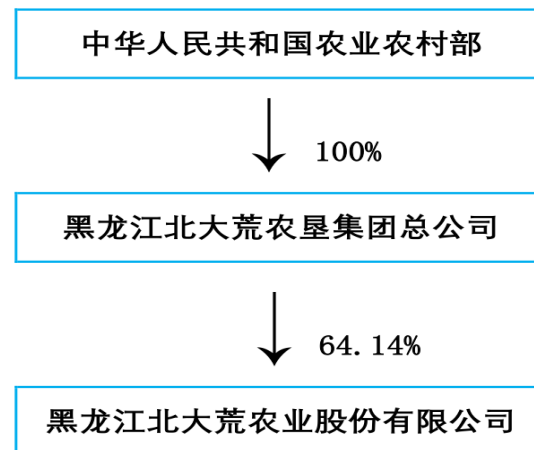 中华人民共和国农业农村部
100%
黑龙江北大荒农垦集团总公司
64.14%
黑龙江北大荒农业股份有限公司